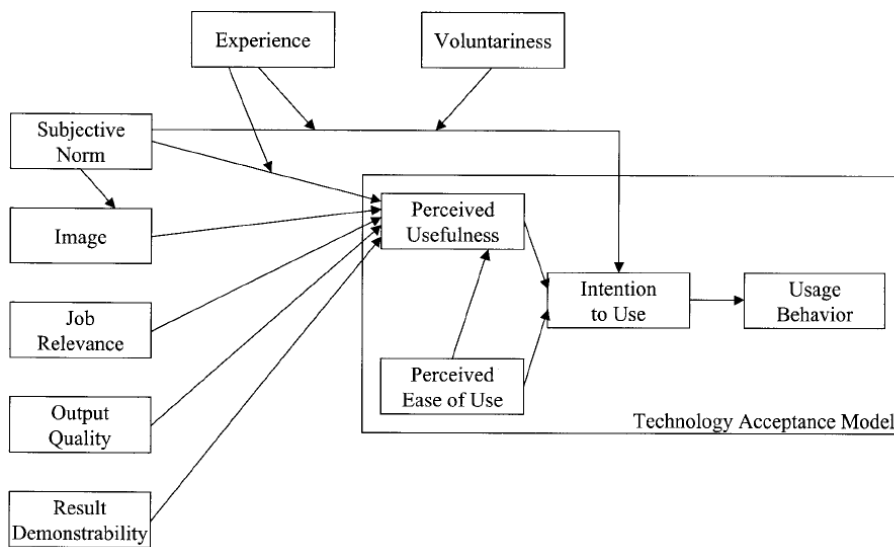 Experience
Voluntariness
Subjective
Norm
Image
Job
Relevance
Output
Quality
Result
Demonstrability
Perceived
Usefulness
Perceived
Ease of Use
Intention
to Use
Usage
Behavior
Technology Acceptance Model